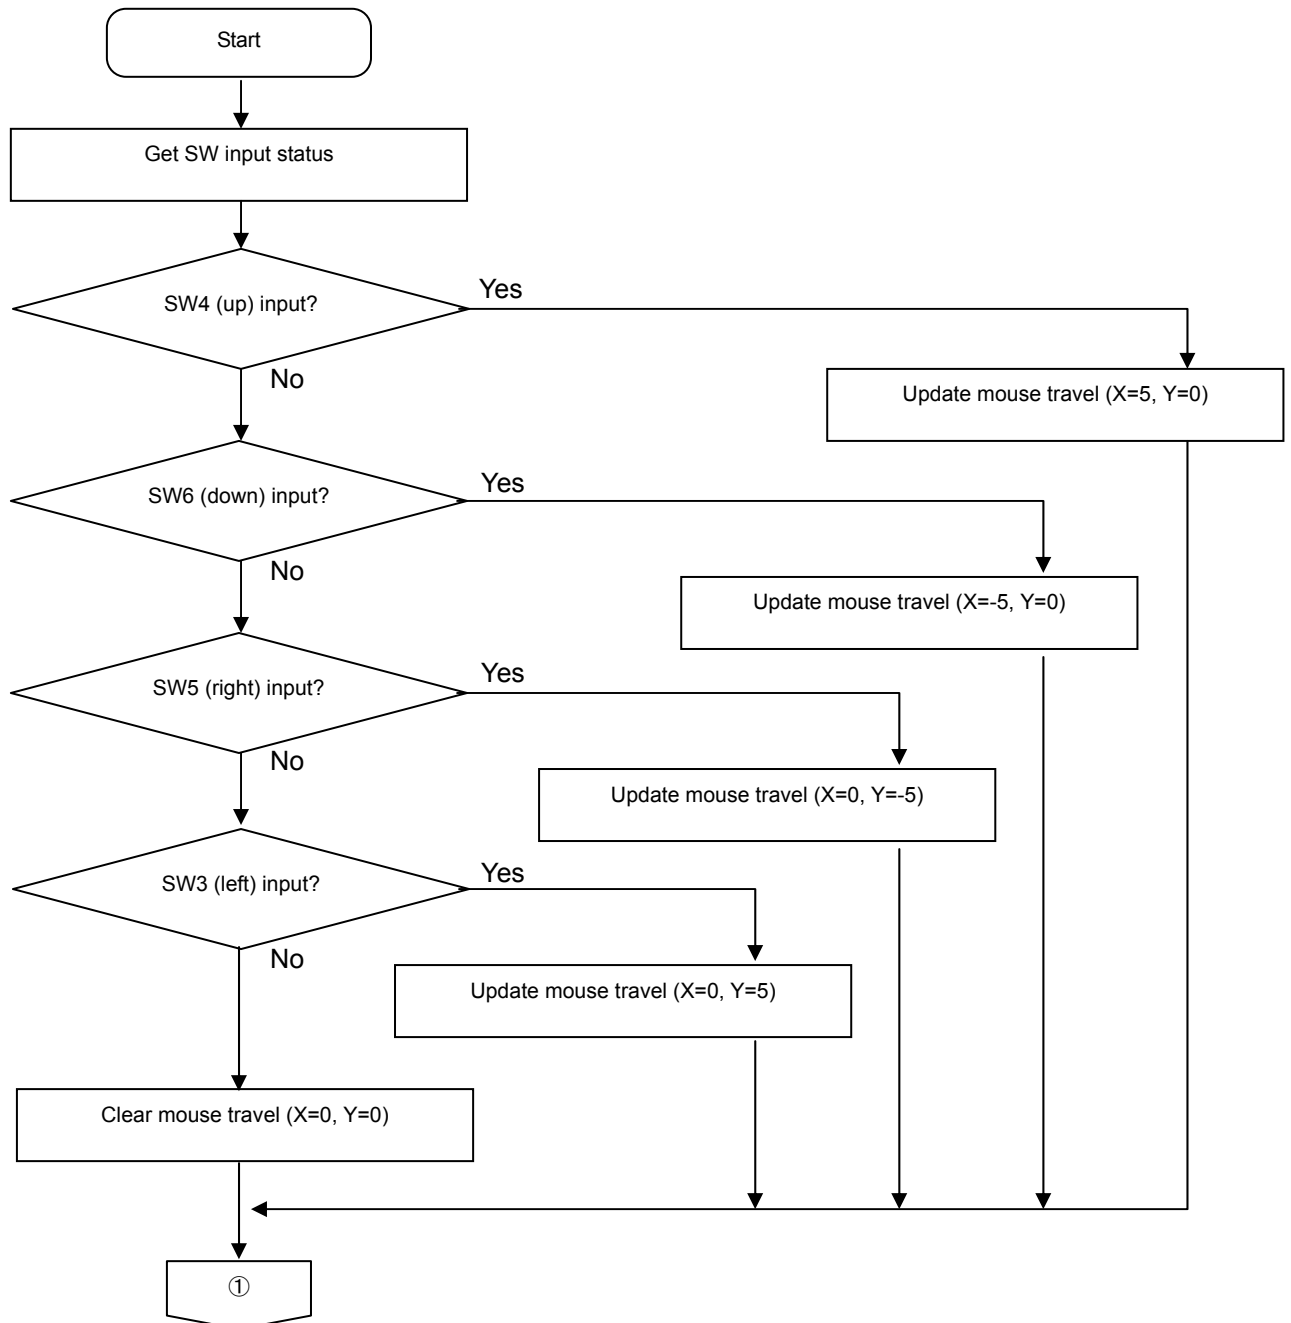 Start
Get SW input status
SW4 (up) input?
Yes
No
Update mouse travel (X=5, Y=0)
SW6 (down) input?
Yes
No
Update mouse travel (X=-5, Y=0)
SW5 (right) input?
Yes
No
Update mouse travel (X=0, Y=-5)
SW3 (left) input?
Yes
No
Update mouse travel (X=0, Y=5)
Clear mouse travel (X=0, Y=0)
①